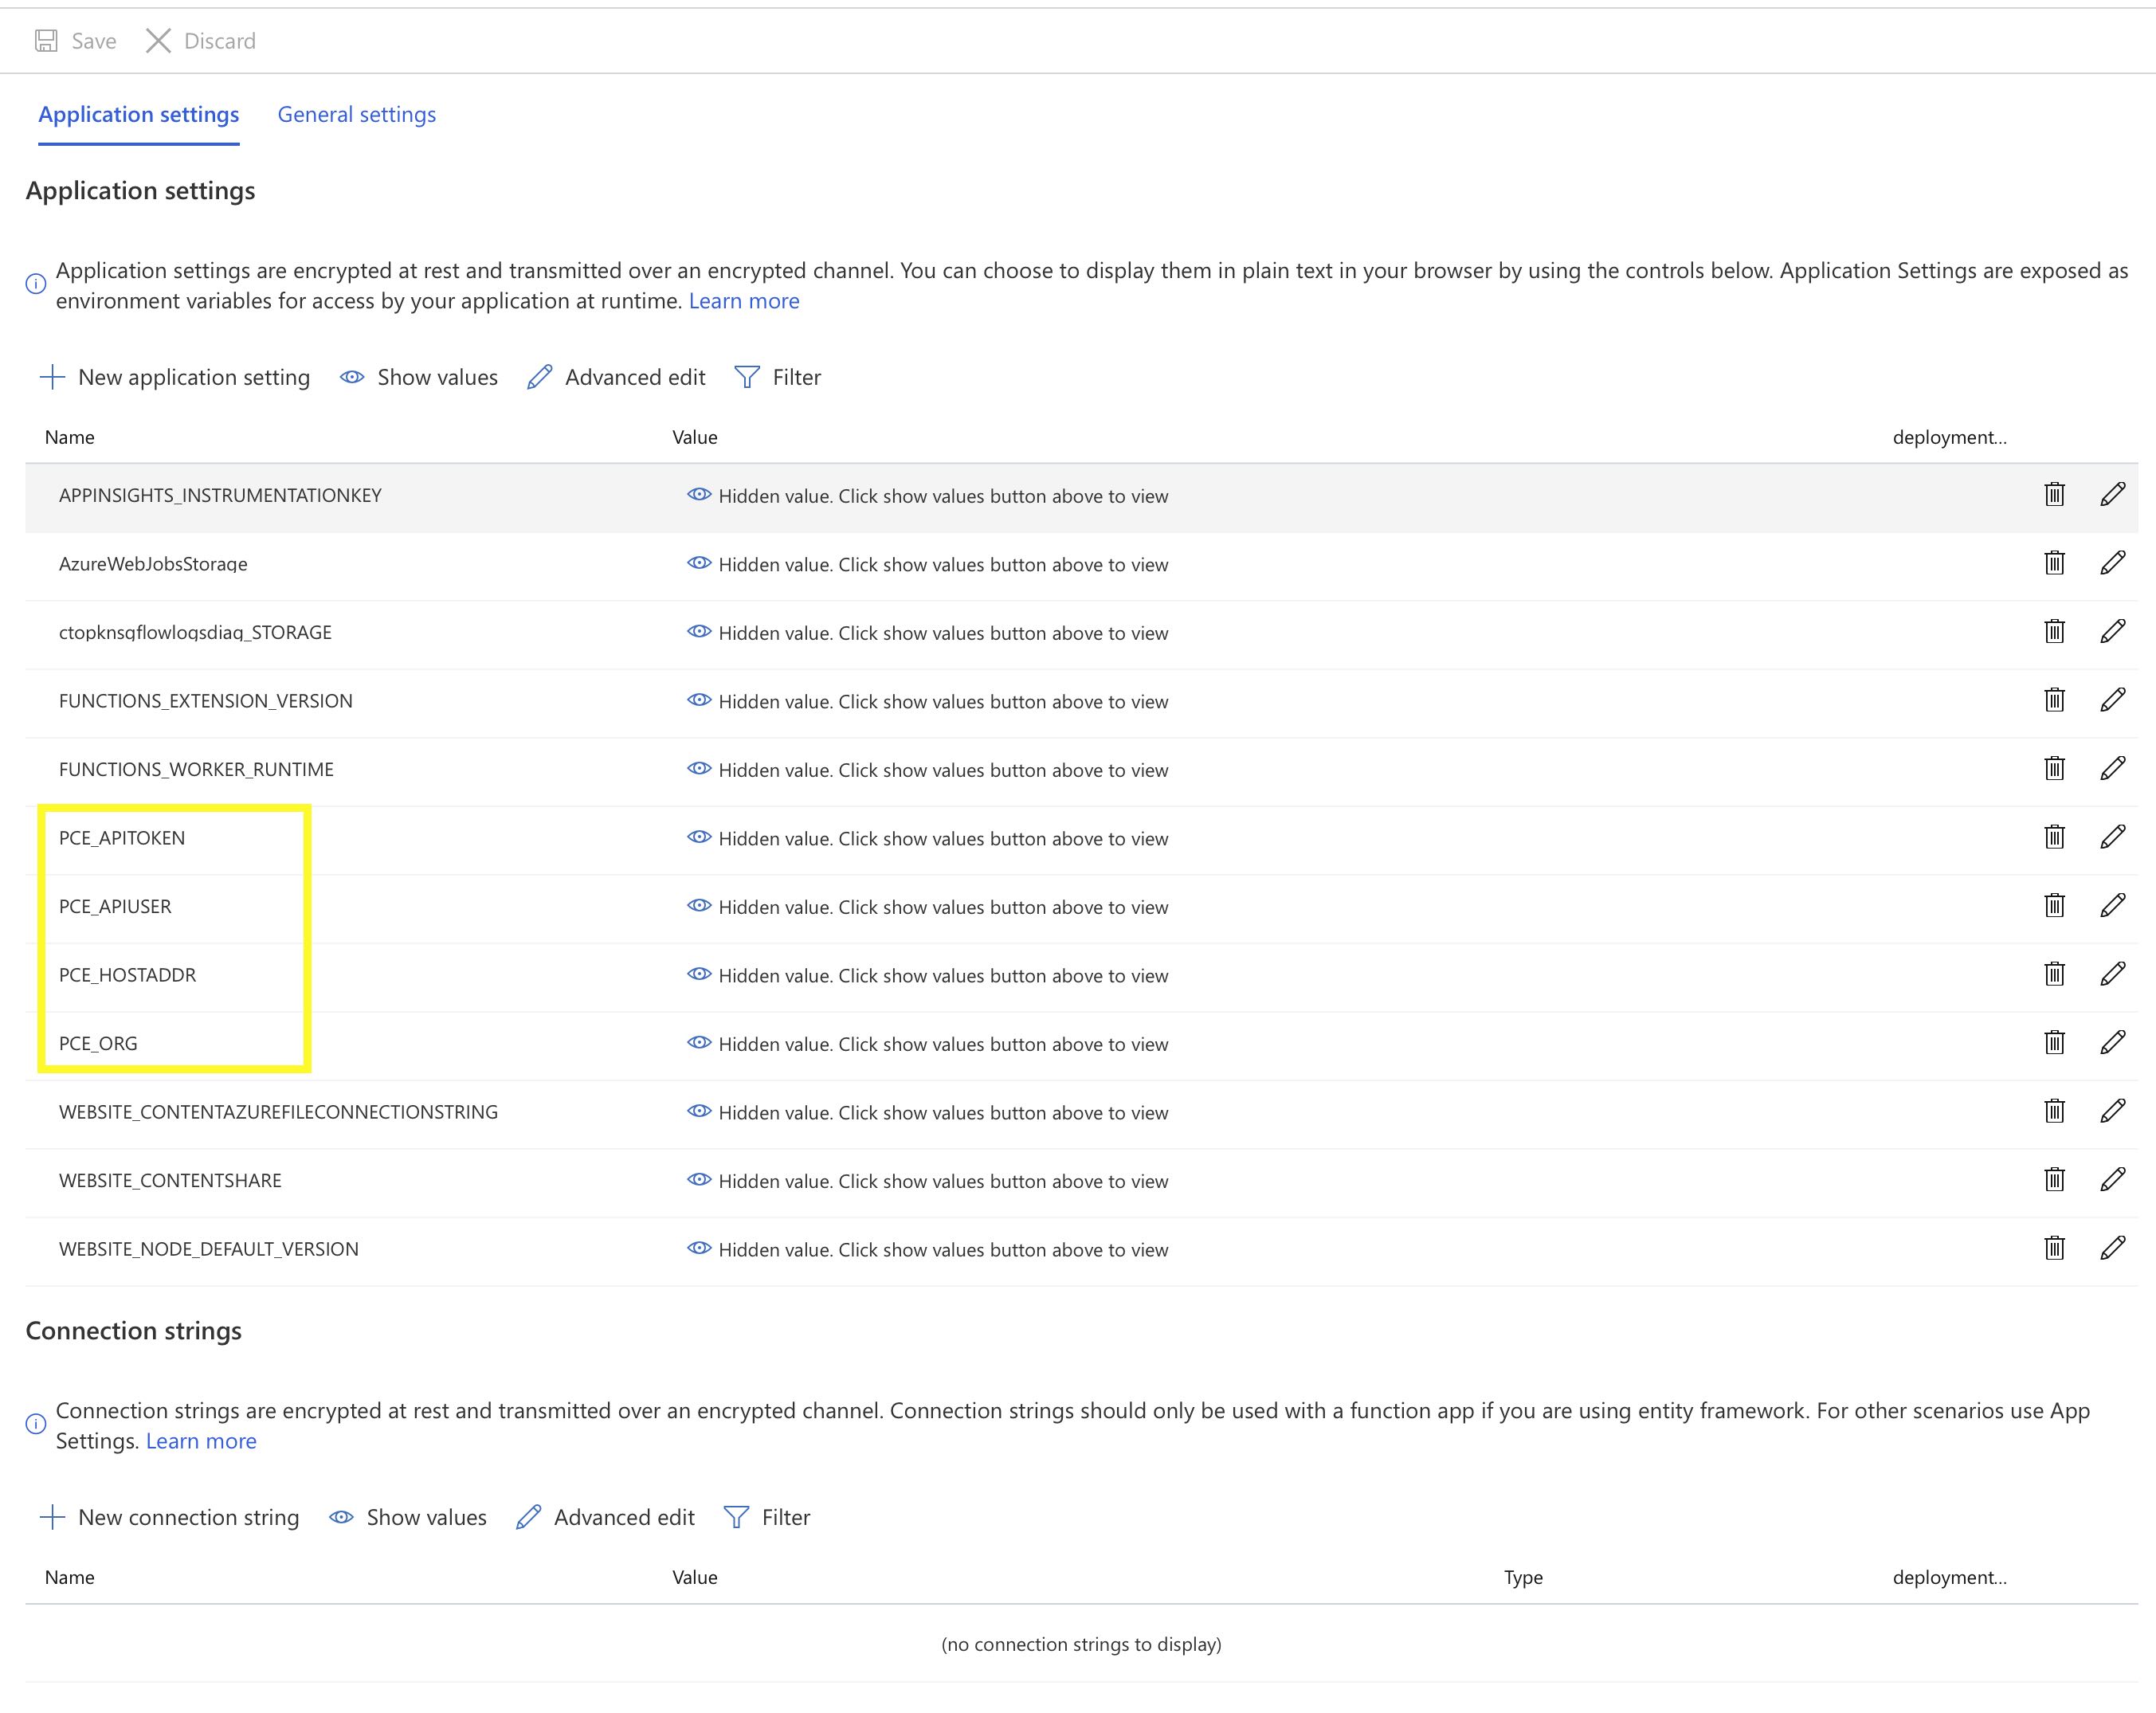 Save Discard
Application settings General settings
Application settings
Application settings are encrypted at rest and transmitted over an encrypted channel. You can choose to display them in plain text in your browser by using the controls below. Application Settings are exposed as
environment variables for access by your application at runtime. Learn more
New application setting Show values Advanced edit Filter
Name Value deployment...
APPINSIGHTS_INSTRUMENTATIONKEY Hidden value. Click show values button above to view
AzureWebJobsStorage Hidden value. Click show values button above to view
ctopknsgflowlogsdiag_STORAGE Hidden value. Click show values button above to view
FUNCTIONS_EXTENSION_VERSION Hidden value. Click show values button above to view
FUNCTIONS_WORKER_RUNTIME Hidden value. Click show values button above to view
PCE_APITOKEN Hidden value. Click show values button above to view
PCE_APIUSER Hidden value. Click show values button above to view
PCE_HOSTADDR Hidden value. Click show values button above to view
PCE_ORG Hidden value. Click show values button above to view
WEBSITE_CONTENTAZUREFILECONNECTIONSTRING Hidden value. Click show values button above to view
WEBSITE_CONTENTSHARE Hidden value. Click show values button above to view
WEBSITE_NODE_DEFAULT_VERSION Hidden value. Click show values button above to view
Connection strings
Connection strings are encrypted at rest and transmitted over an encrypted channel. Connection strings should only be used with a function app if you are using entity framework. For other scenarios use App
Settings. Learn more
New connection string Show values Advanced edit Filter
Name Value Type deployment...
(no connection strings to display)